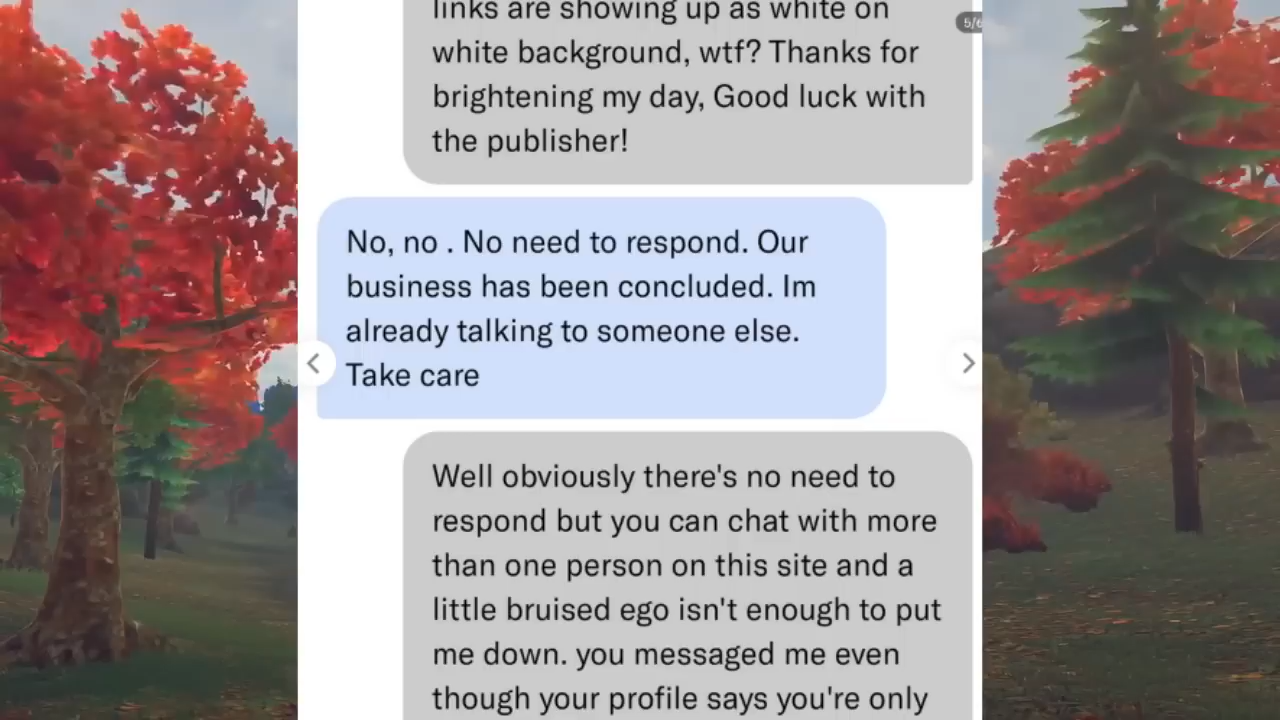 links are showing up as white on
5/6
white background, wtf? Thanks for
brightening my day, Good luck with
the publisher!
No, no . No need to respond. Our
business has been concluded. Im
already talking to someone else.
Take care
Well obviously there's no need to
respond but you can chat with more
than one person on this site and a
little bruised ego isn't enough to put
me down. you messaged me even
though your profile says you're only